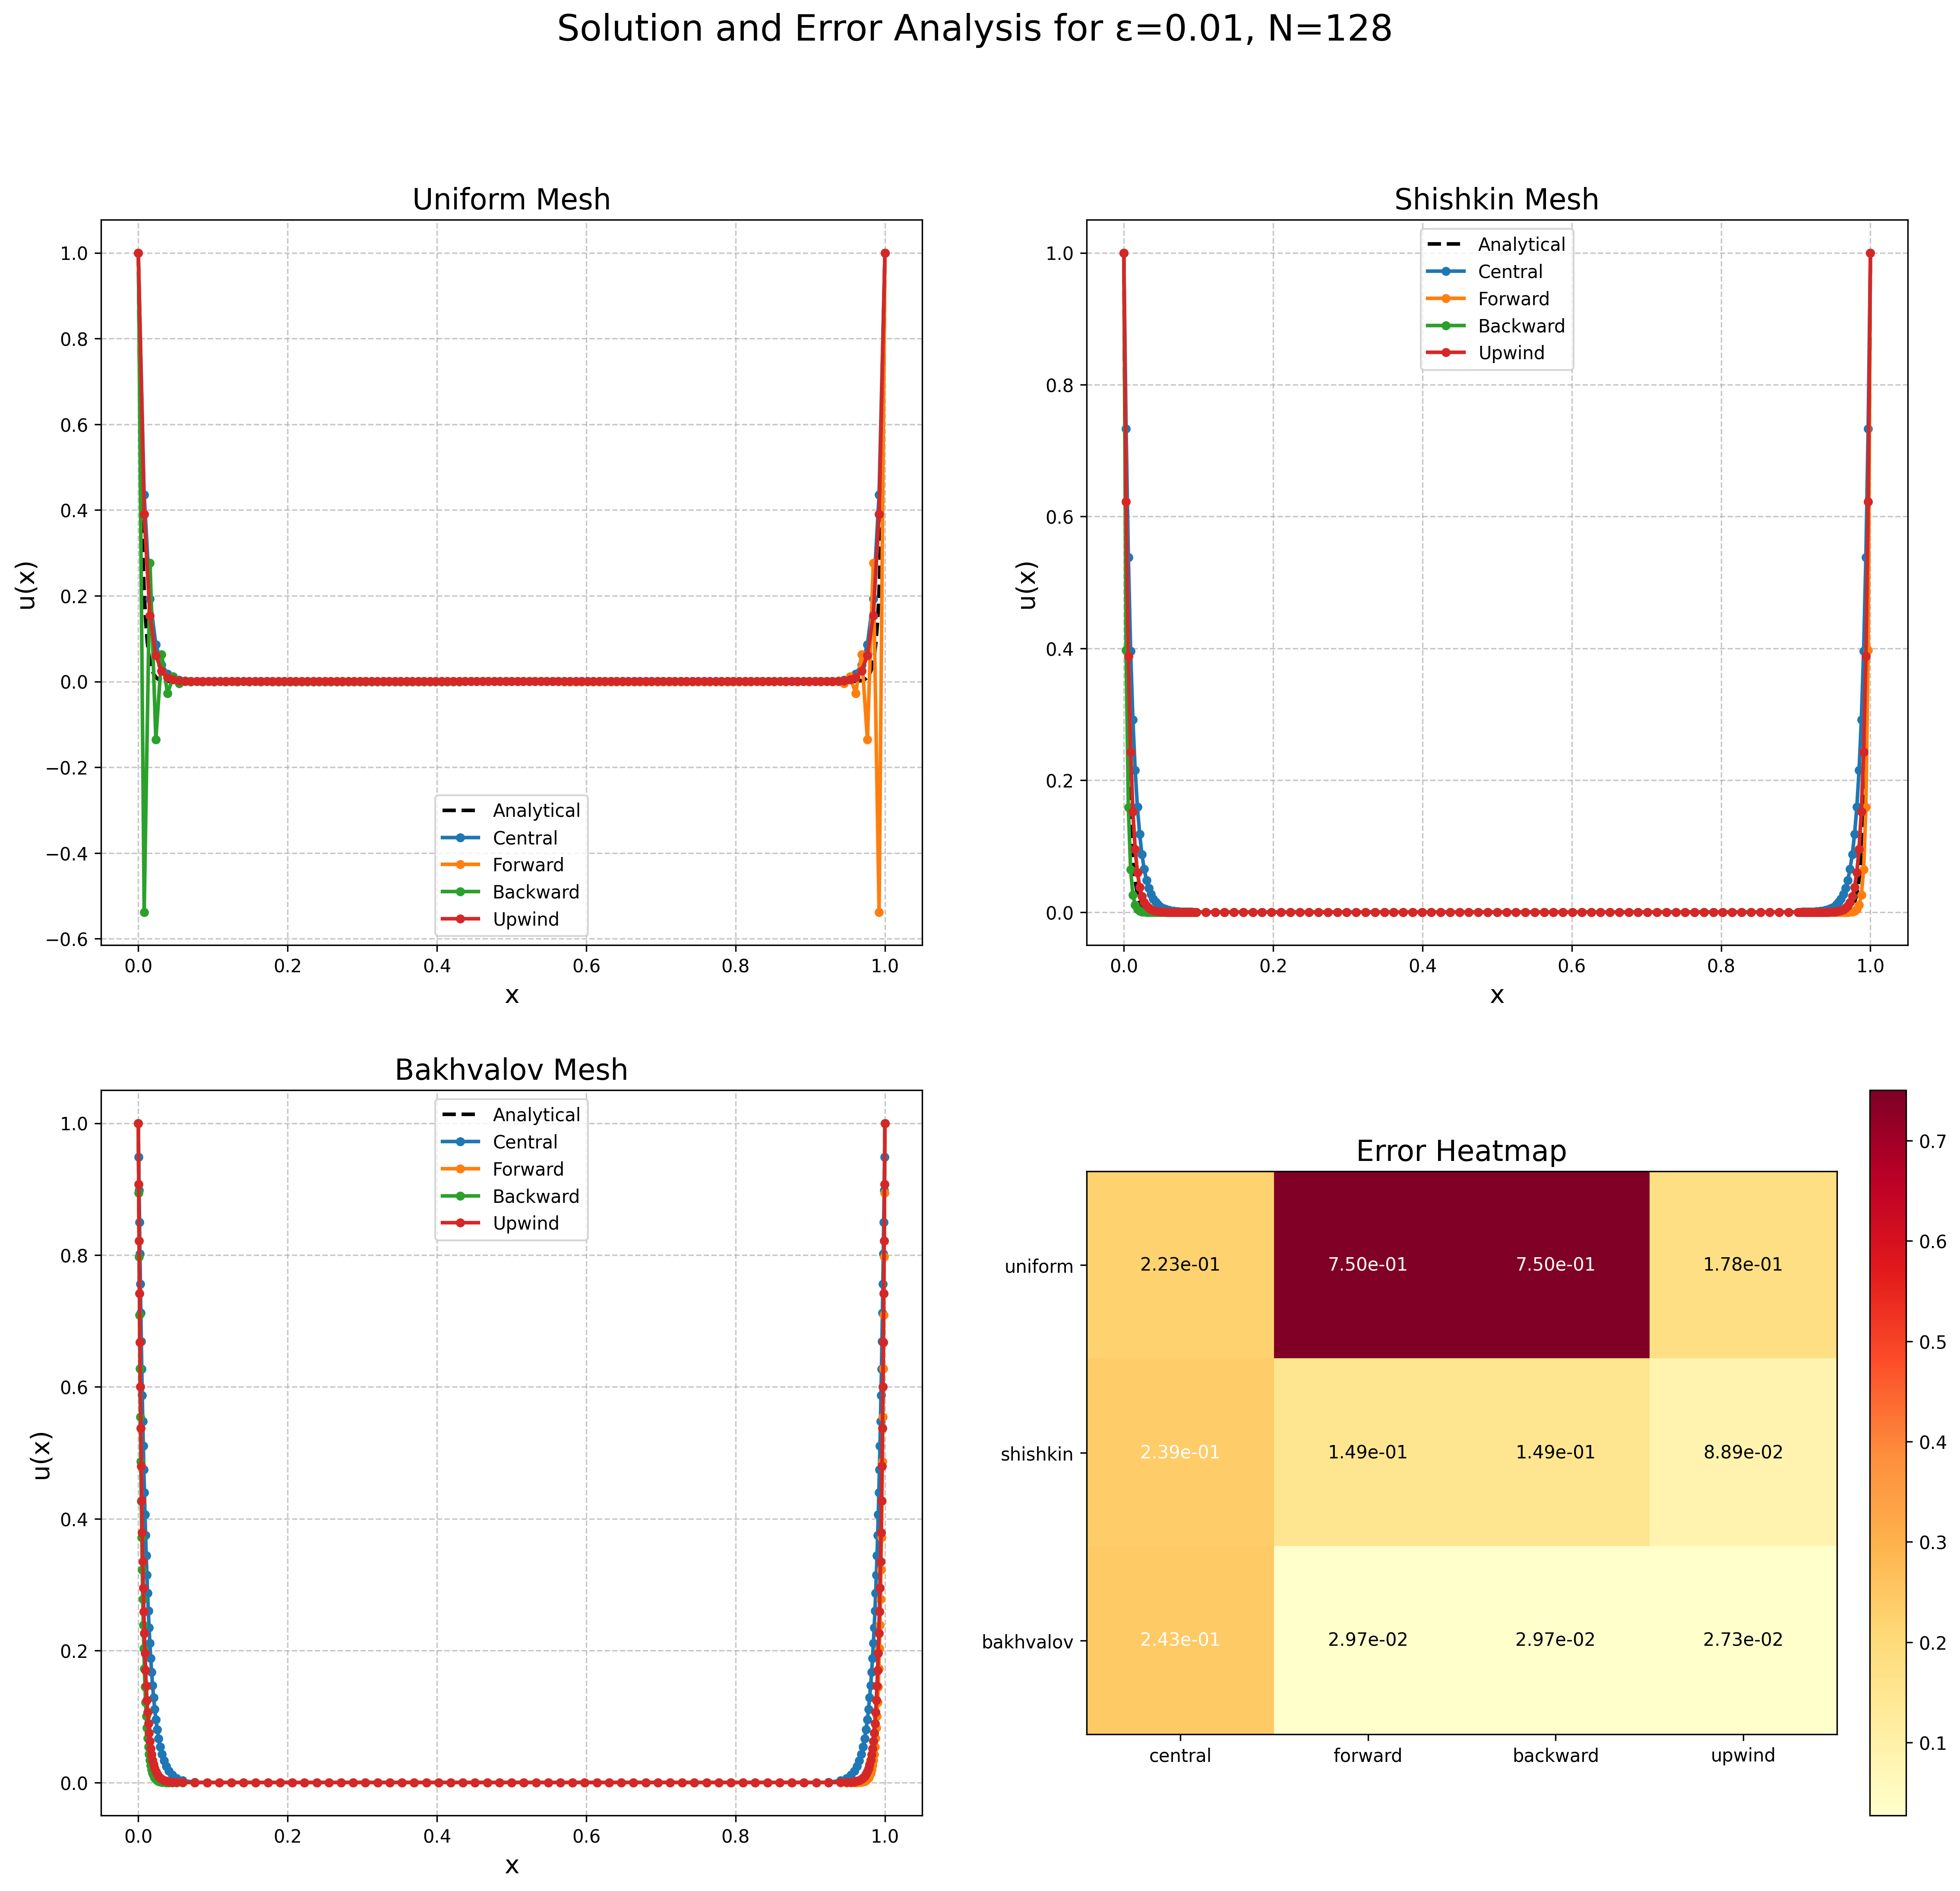 Solution and Error Analysis for ε=0.01, N=128
Uniform Mesh
1.0
0.8
0.6
0.4
0.2
0.0
−0.2
−0.4
−0.6
u(x)
Analytical
Central
Forward
Backward
Upwind
0.0 0.2 0.4 0.6 0.8 1.0
x
Shishkin Mesh
1.0
0.8
0.6
0.4
0.2
0.0
u(x)
Analytical
Central
Forward
Backward
Upwind
0.0 0.2 0.4 0.6 0.8 1.0
x
Bakhvalov Mesh
1.0
0.8
0.6
0.4
0.2
0.0
u(x)
Analytical
Central
Forward
Backward
Upwind
0.0 0.2 0.4 0.6 0.8 1.0
x
Error Heatmap
uniform 2.23e-01 7.50e-01 7.50e-01 1.78e-01
shishkin 2.39e-01 1.49e-01 1.49e-01 8.89e-02
bakhvalov 2.43e-01 2.97e-02 2.97e-02 2.73e-02
central forward backward upwind
0.7
0.6
0.5
0.4
0.3
0.2
0.1